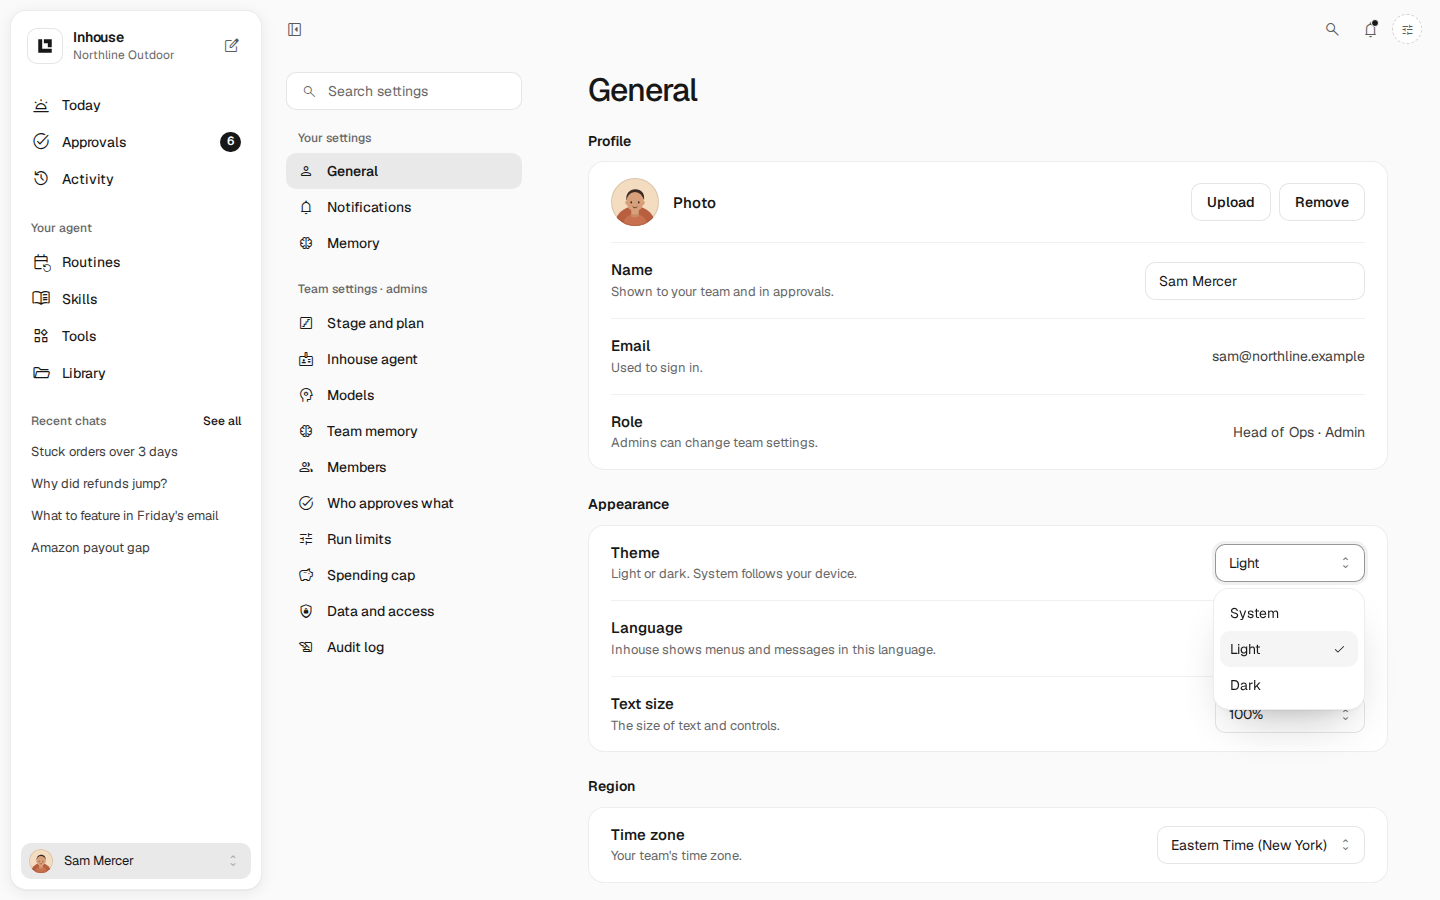 Inhouse
Northline Outdoor
Today
Approvals
6
Activity
Your agent
Routines
Skills
Tools
Library
Recent chats
See all
Stuck orders over 3 days
Why did refunds jump?
What to feature in Friday's email
Amazon payout gap
Sam Mercer
Search settings
Your settings
General
Notifications
Memory
Team settings · admins
Stage and plan
Inhouse agent
Models
Team memory
Members
Who approves what
Run limits
Spending cap
Data and access
Audit log
General
Profile
Photo
Upload
Remove
Name
Shown to your team and in approvals.
Sam Mercer
Email
Used to sign in.
sam@northline.example
Role
Admins can change team settings.
Head of Ops · Admin
Appearance
Theme
Light or dark. System follows your device.
Light
System
Light
Dark
Language
Inhouse shows menus and messages in this language.
Text size
The size of text and controls.
100%
Region
Time zone
Your team's time zone.
Eastern Time (New York)